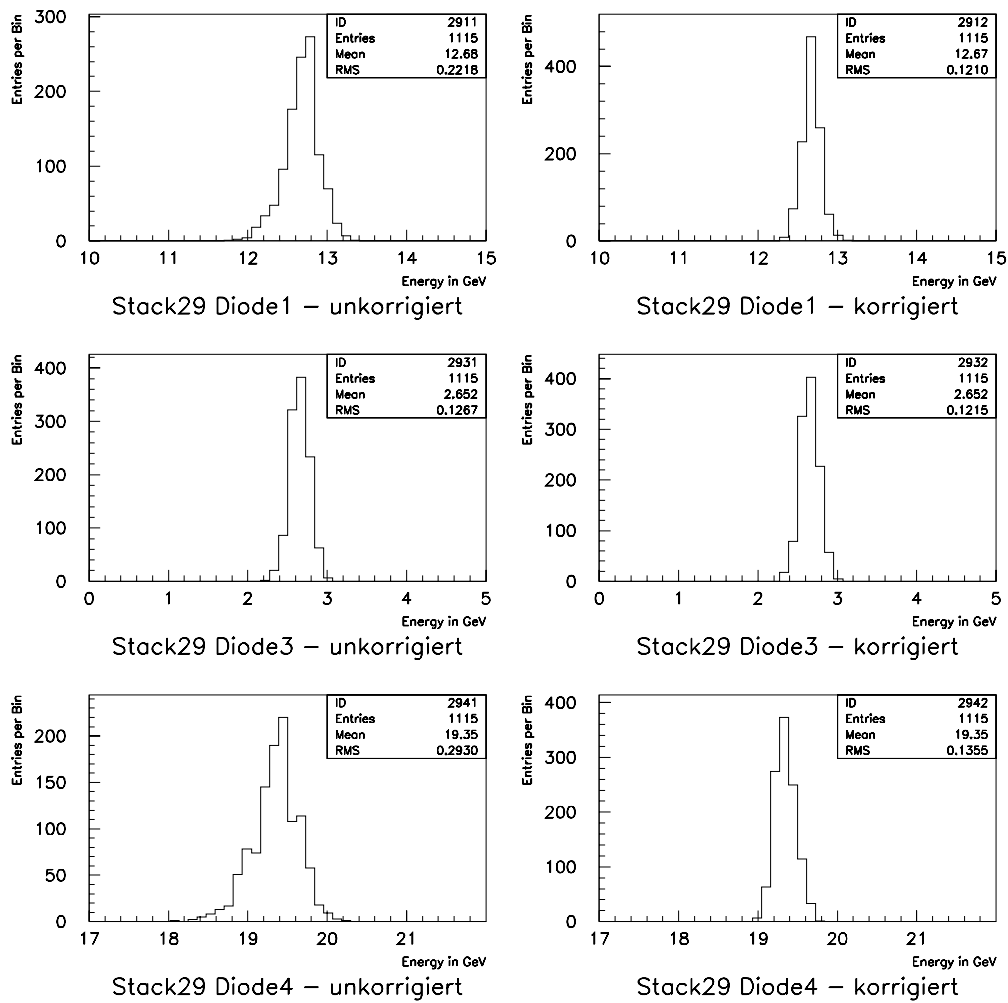 Entries per Bin
300
200
100
0
ID 2911
Entries 1115
Mean 12.68
RMS 0.2218
10 11 12 13 14 15
Energy in GeV
Stack29 Diode1 – unkorrigiert
Entries per Bin
400
200
0
ID 2912
Entries 1115
Mean 12.67
RMS 0.1210
10 11 12 13 14 15
Energy in GeV
Stack29 Diode1 – korrigiert
Entries per Bin
400
300
200
100
0
ID 2931
Entries 1115
Mean 2.652
RMS 0.1267
0 1 2 3 4 5
Energy in GeV
Stack29 Diode3 – unkorrigiert
Entries per Bin
400
300
200
100
0
ID 2932
Entries 1115
Mean 2.652
RMS 0.1215
0 1 2 3 4 5
Energy in GeV
Stack29 Diode3 – korrigiert
Entries per Bin
200
150
100
50
0
ID 2941
Entries 1115
Mean 19.35
RMS 0.2930
17 18 19 20 21
Energy in GeV
Stack29 Diode4 – unkorrigiert
Entries per Bin
400
300
200
100
0
ID 2942
Entries 1115
Mean 19.35
RMS 0.1355
17 18 19 20 21
Energy in GeV
Stack29 Diode4 – korrigiert